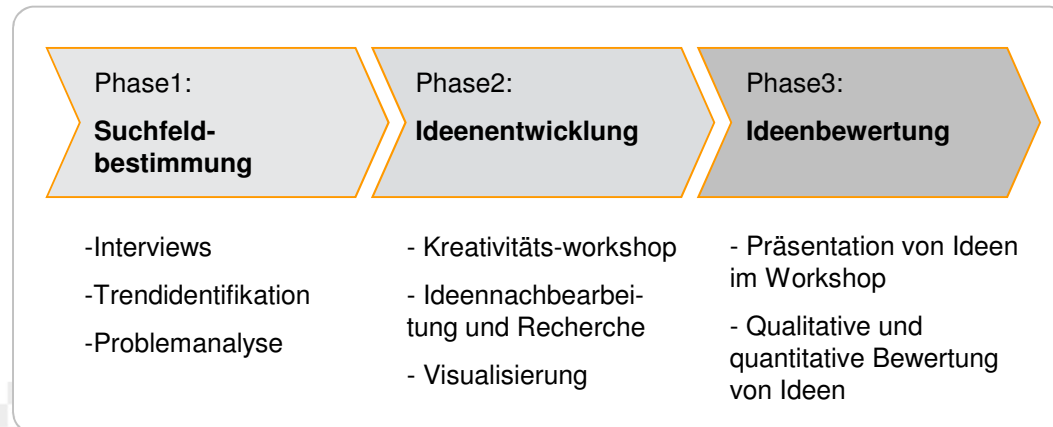 Phase1:
Suchfeld-
bestimmung
-Interviews
-Trendidentifikation
-Problemanalyse
Phase2:
Ideenentwicklung
- Kreativitäts-workshop
- Ideennachbearbei-
tung und Recherche
- Visualisierung
Phase3:
Ideenbewertung
- Präsentation von Ideen
im Workshop
- Qualitative und
quantitative Bewertung
von Ideen